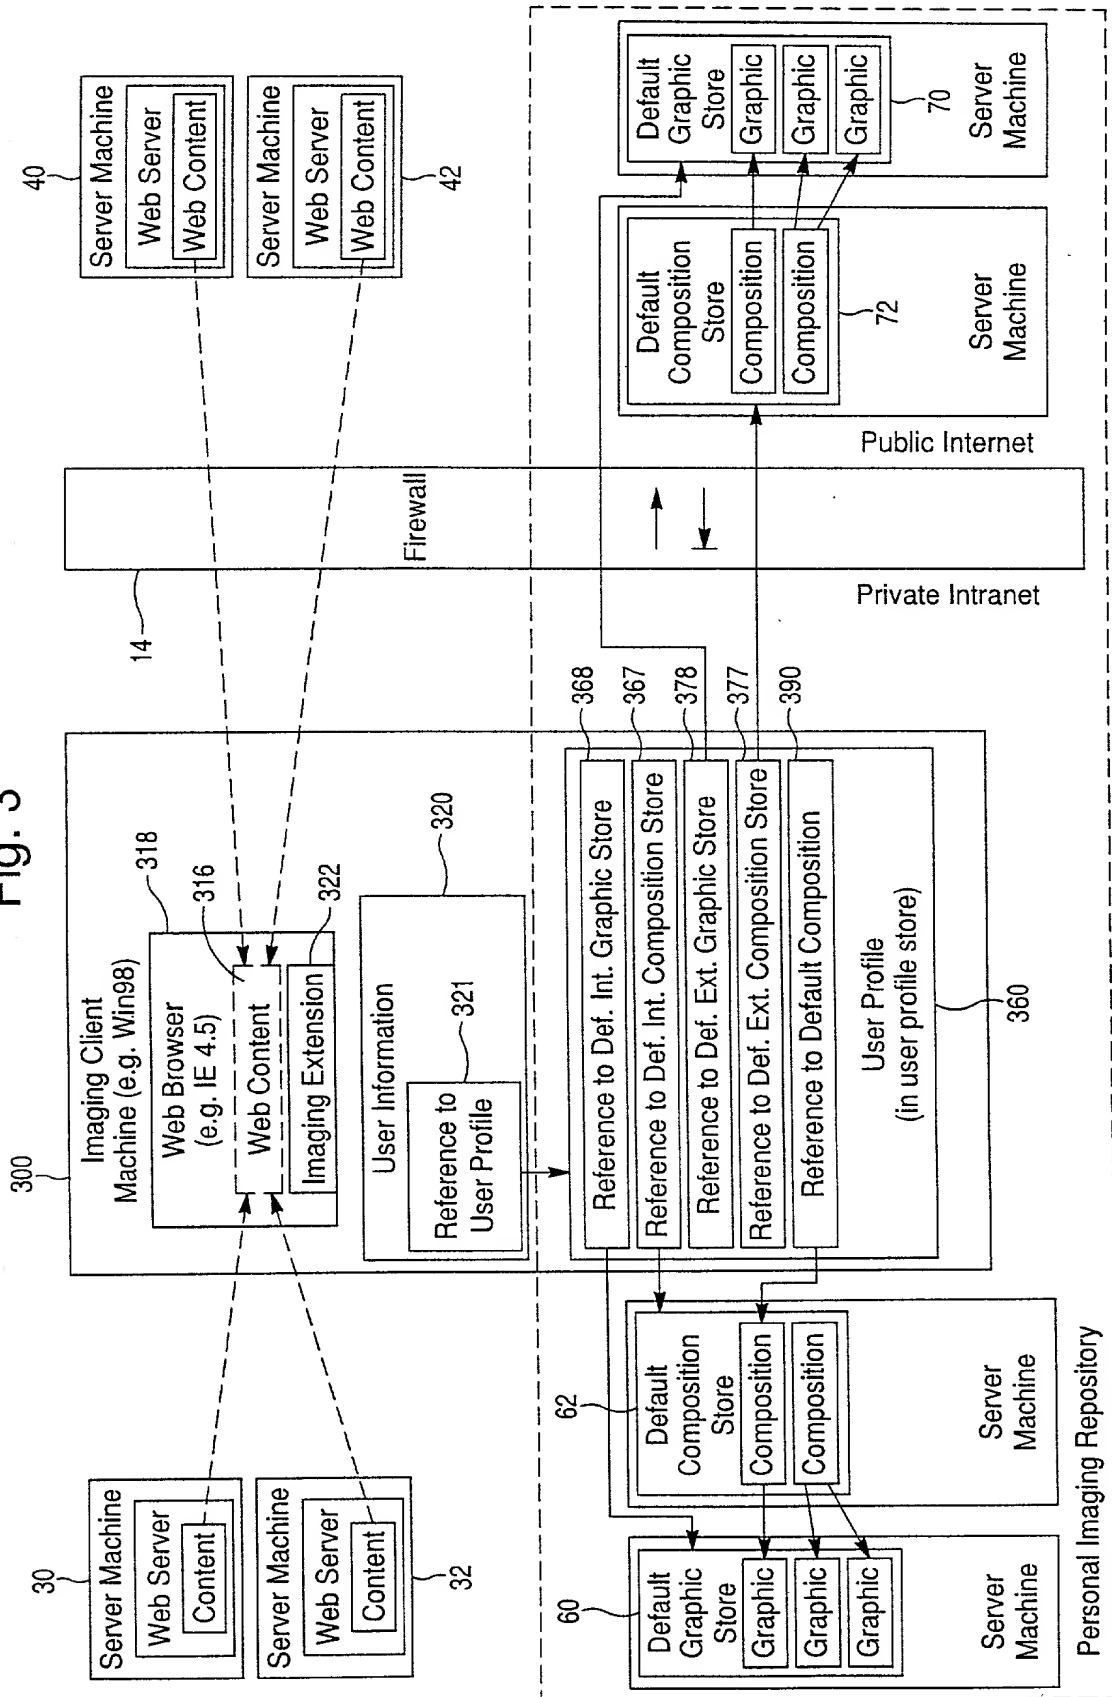 Fig. 3
30
Server Machine
Web Server
Content
Server Machine
Web Server
Content
32
300
Imaging Client
Machine (e.g. Win98)
Web Browser
(e.g. IE 4.5)
Web Content
Imaging Extension
318
316
322
User Information
Reference to
User Profile
321
320
14
Firewall
40
Server Machine
Web Server
Web Content
Server Machine
Web Server
Web Content
42
60
Default
Graphic
Store
Graphic
Graphic
Graphic
Server
Machine
62
Default
Composition
Store
Composition
Composition
Server
Machine
Reference to Def. Int. Graphic Store
Reference to Def. Int. Composition Store
Reference to Def. Ext. Graphic Store
Reference to Def. Ext. Composition Store
Reference to Default Composition
User Profile
(in user profile store)
368
367
378
377
390
360
Private Intranet
Public Internet
Default
Composition
Store
Composition
Composition
72
Server
Machine
Default
Graphic
Store
Graphic
Graphic
Graphic
70
Server
Machine
Personal Imaging Repository